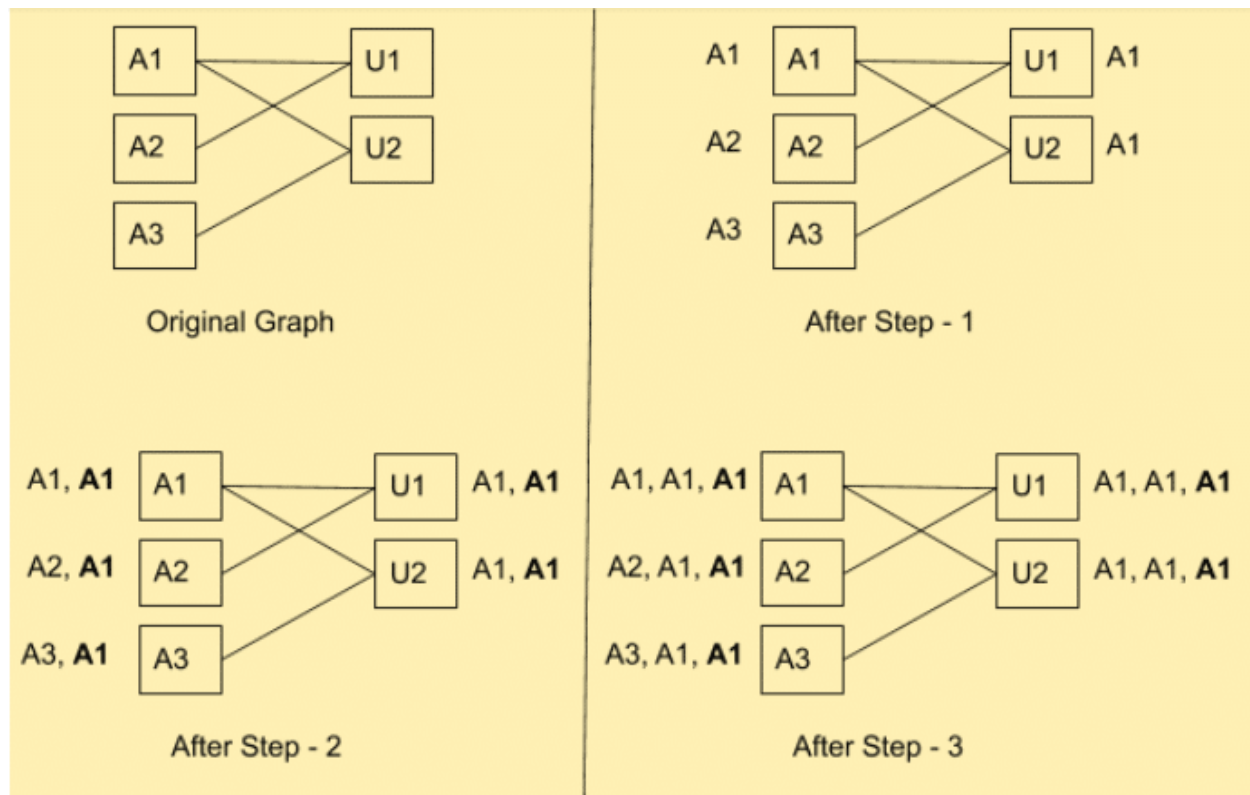 A1 U1
A2 U2
A3
Original Graph
A1 A1 U1 A1
A2 A2 U2 A1
A3 A3
After Step - 1
A1, A1 A1 U1 A1, A1
A2, A1 A2 U2 A1, A1
A3, A1 A3
After Step - 2
A1, A1, A1 A1 U1 A1, A1, A1
A2, A1, A1 A2 U2 A1, A1, A1
A3, A1, A1 A3
After Step - 3